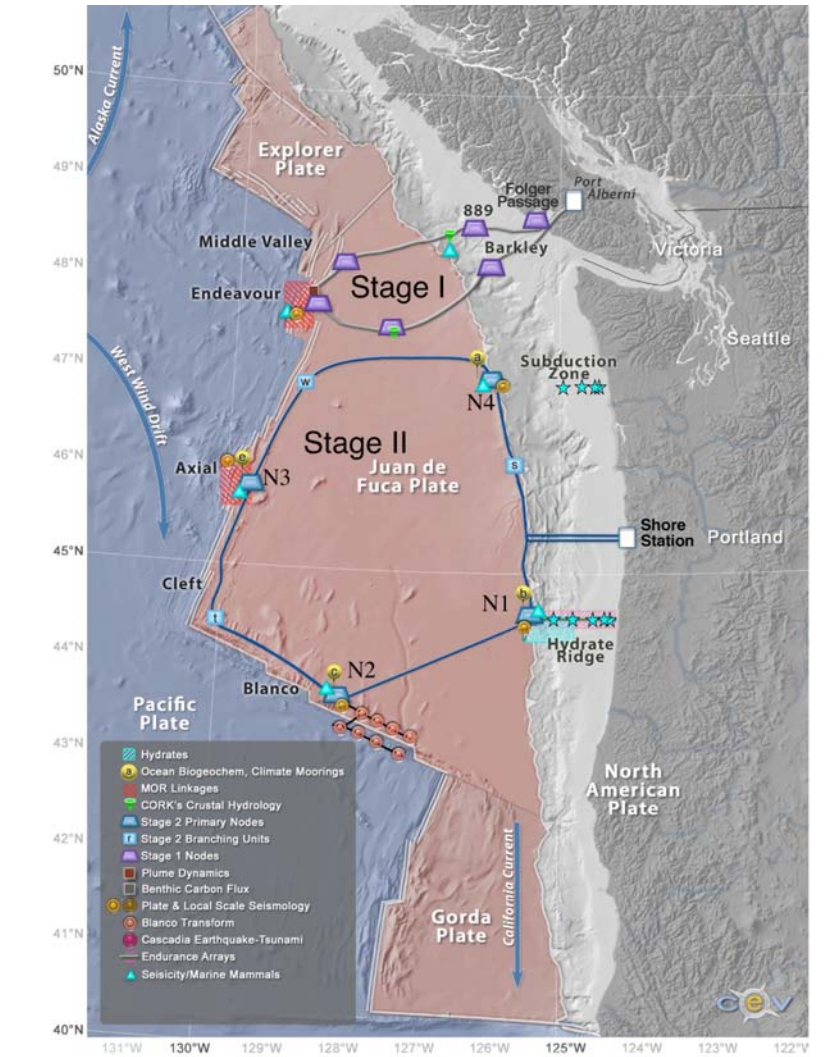 50°N
Alaska Current
49°N
Explorer
Plate
Port
Alberni
Folger
Passage
889
Middle Valley
Barkley
Victoria
48°N
Endeavour
Stage I
Seattle
47°N
West Wind Drift
a
Subduction
Zone
w
N4
46°N
Stage II
Axial
e
N3
Juan de
Fuca Plate
s
45°N
Shore
Station
Portland
Cleft
b
N1
t
44°N
Hydrate
Ridge
c
N2
Blanco
Pacific
Plate
43°N
North
American
Plate
Hydrates
a
Ocean Biogeochem, Climate Moorings
MOR Linkages
CORK's Crustal Hydrology
Stage 2 Primary Nodes
r
Stage 2 Branching Units
Stage 1 Nodes
Plume Dynamics
Benthic Carbon Flux
Plate & Local Scale Seismology
Blanco Transform
Cascadia Earthquake-Tsunami
Endurance Arrays
Seisicity/Marine Mammals
42°N
California Current
Gorda
Plate
41°N
cev
40°N
131°W 130°W 129°W 128°W 127°W 126°W 125°W 124°W 123°W 122°W